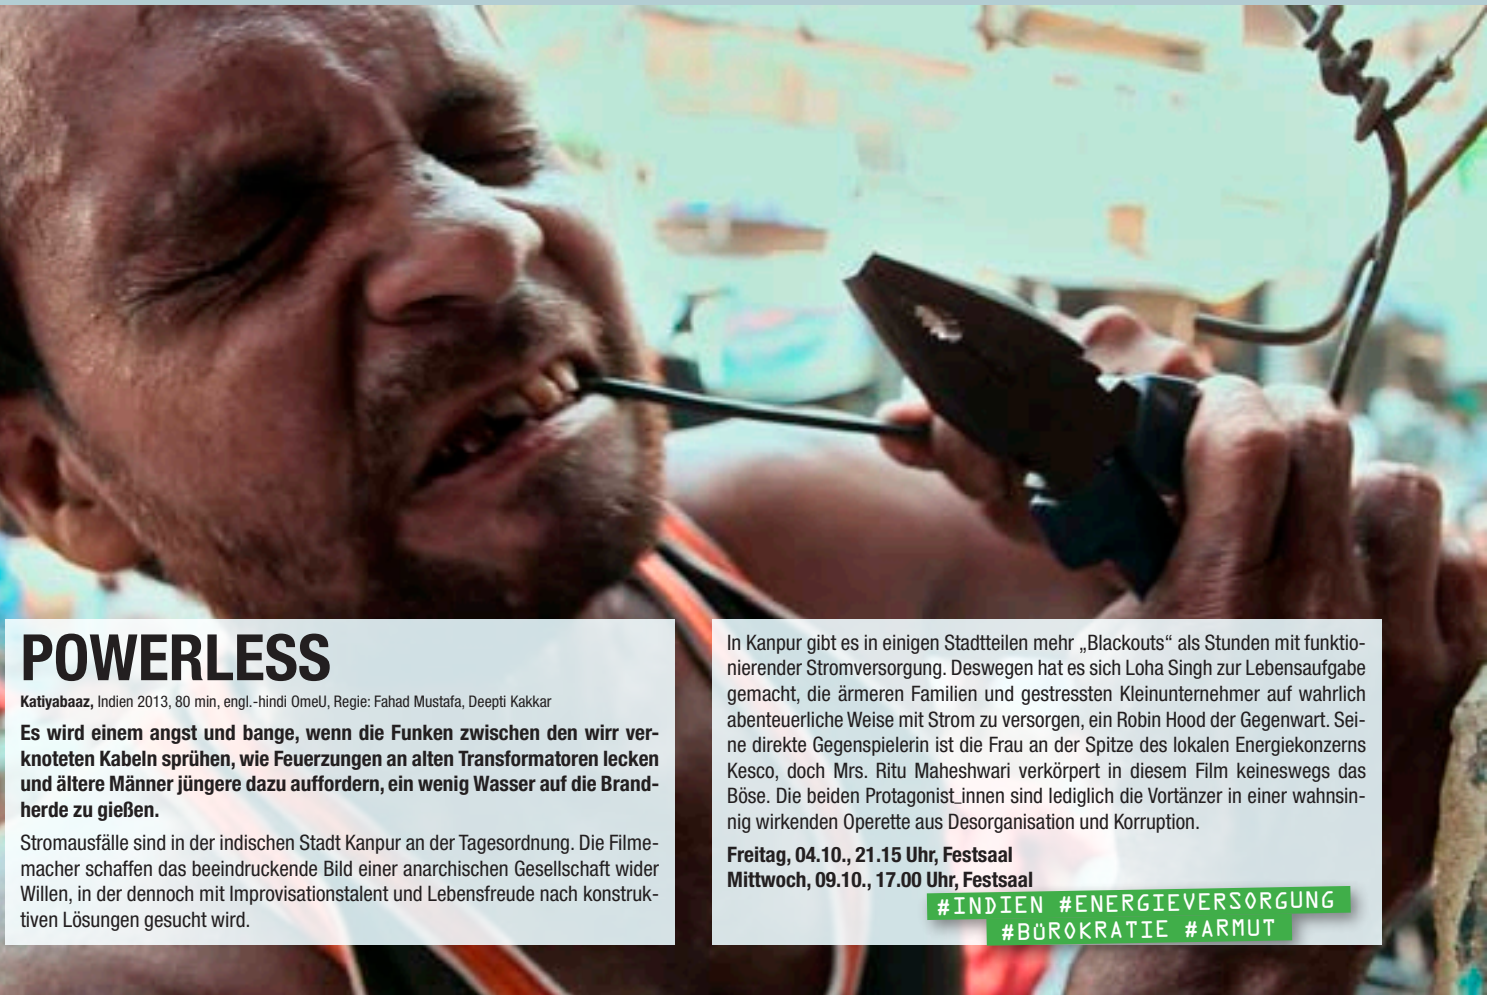 POWERLESS
Katiyabaaz, Indien 2013, 80 min, engl.-hindi OmeU, Regie: Fahad Mustafa, Deepti Kakkar
Es wird einem angst und bange, wenn die Funken zwischen den wirr ver-
knoteten Kabeln sprühen, wie Feuerzungen an alten Transformatoren lecken
und ältere Männer jüngere dazu auffordern, ein wenig Wasser auf die Brand-
herde zu gießen.
Stromausfälle sind in der indischen Stadt Kanpur an der Tagesordnung. Die Filme-
macher schaffen das beeindruckende Bild einer anarchischen Gesellschaft wider
Willen, in der dennoch mit Improvisationstalent und Lebensfreude nach konstruk-
tiven Lösungen gesucht wird.
In Kanpur gibt es in einigen Stadtteilen mehr „Blackouts“ als Stunden mit funktio-
nierender Stromversorgung. Deswegen hat es sich Loha Singh zur Lebensaufgabe
gemacht, die ärmeren Familien und gestressten Kleinunternehmer auf wahrlich
abenteuerliche Weise mit Strom zu versorgen, ein Robin Hood der Gegenwart. Sei-
ne direkte Gegenspielerin ist die Frau an der Spitze des lokalen Energiekonzerns
Kesco, doch Mrs. Ritu Maheshwari verkörpert in diesem Film keineswegs das
Böse. Die beiden Protagonist_innen sind lediglich die Vortänzer in einer wahnsin-
nig wirkenden Operette aus Desorganisation und Korruption.
Freitag, 04.10., 21.15 Uhr, Festsaal
Mittwoch, 09.10., 17.00 Uhr, Festsaal
#INDIEN #ENERGIEVERSORGUNG
#BüROKRATIE #ARMUT